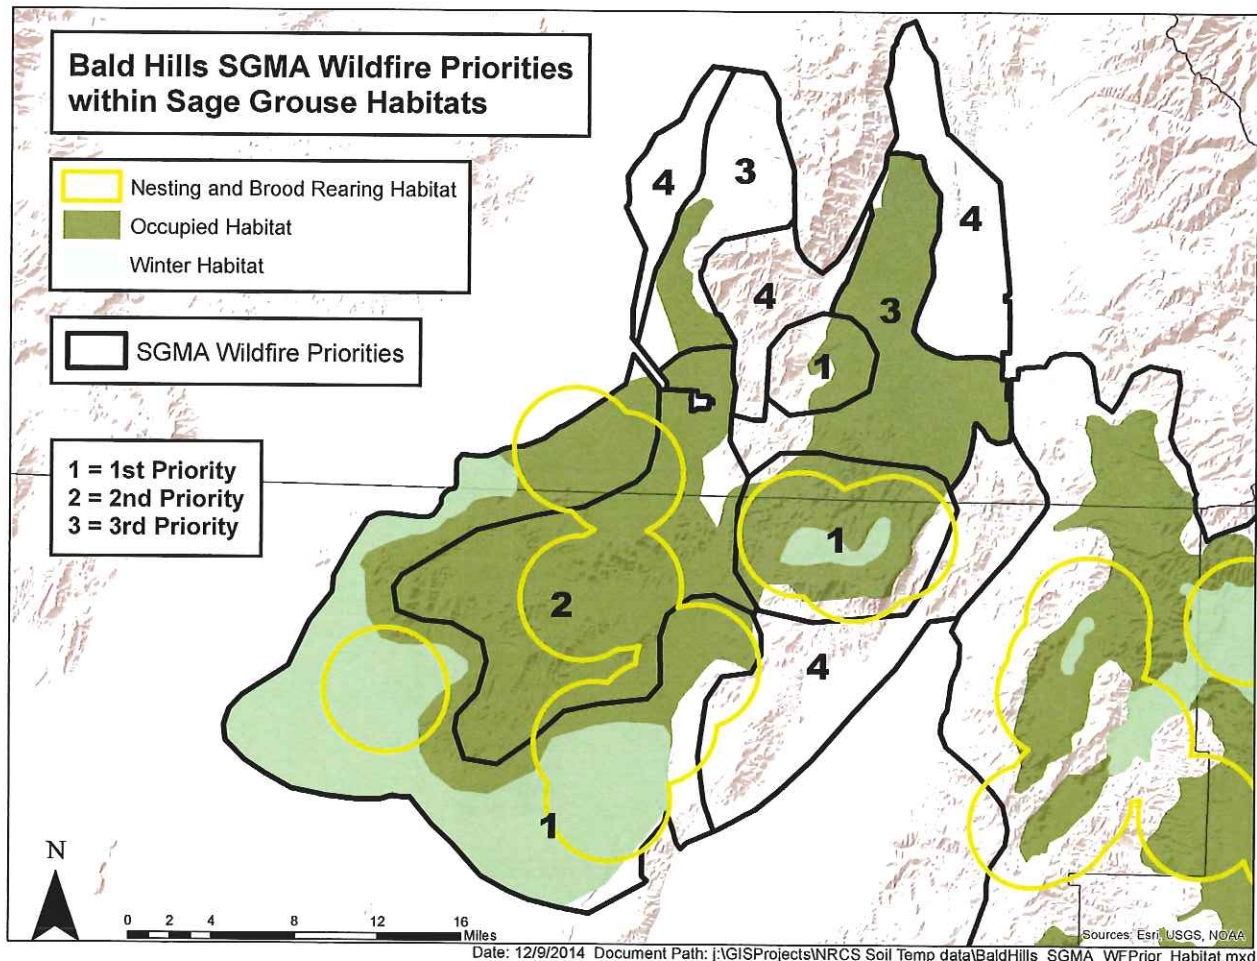 Bald Hills SGMA Wildfire Priorities
within Sage Grouse Habitats
Nesting and Brood Rearing Habitat
Occupied Habitat
Winter Habitat
SGMA Wildfire Priorities
1 = 1st Priority
2 = 2nd Priority
3 = 3rd Priority
4
3
4
4
3
1
1
2
4
1
N
0 2 4 8 12 16
Miles
Sources: Esri, USGS, NOAA
Date: 12/9/2014 Document Path: j:\GISProjects\NRCS Soil Temp data\BaldHills_SGMA_WFPrior_Habitat.mxd